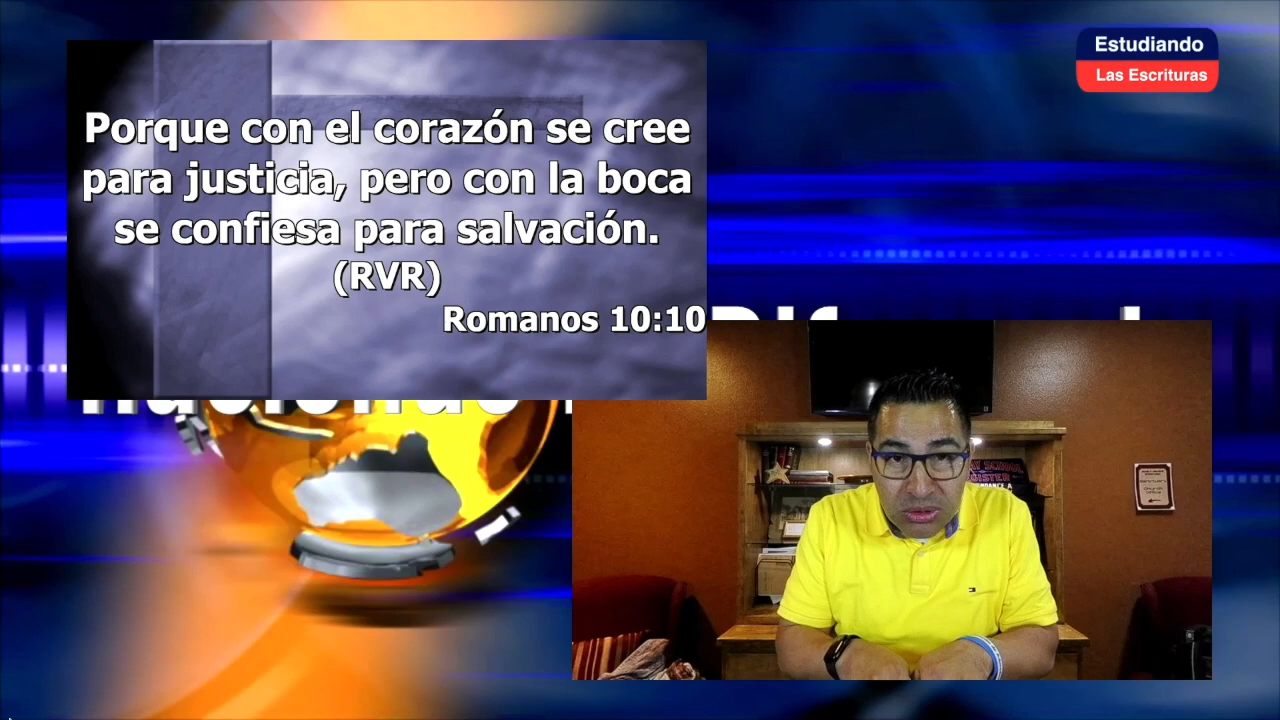 Estudiando
Las Escrituras
Porque con el corazón se cree
para justicia, pero con la boca
se confiesa para salvación.
(RVR)
Romanos 10:10